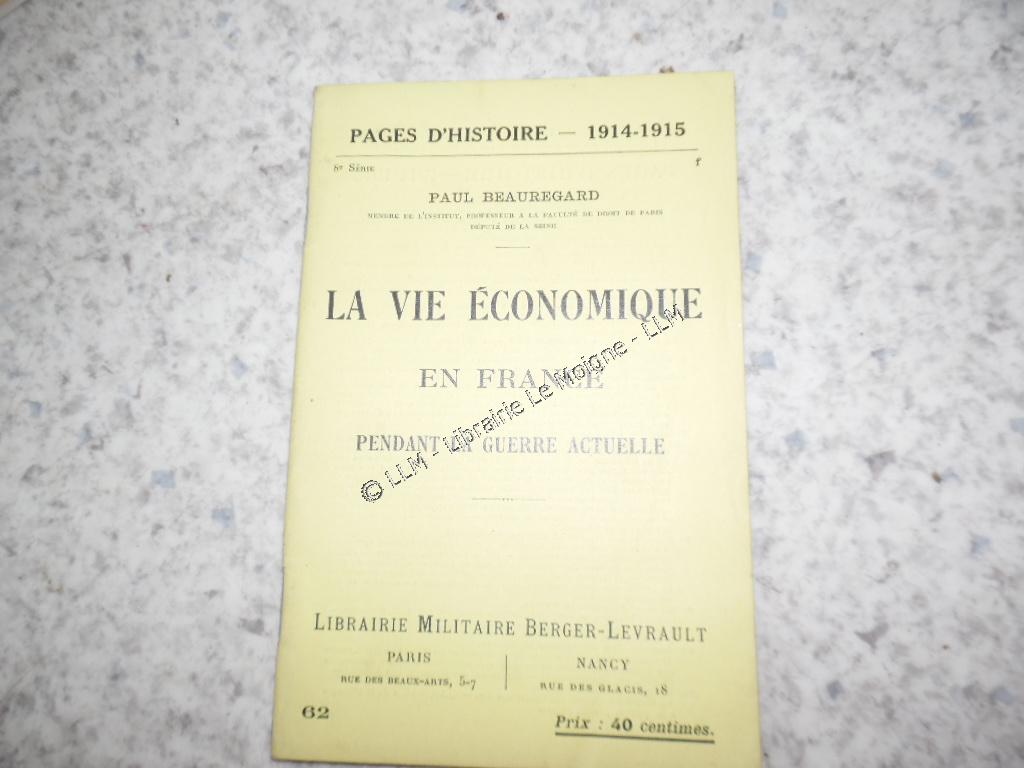 PAGES D'HISTOIRE — 1914-1915
8e Série f
PAUL BEAUREGARD
MEMBRE DE L'INSTITUT, PROFESSEUR A LA FACULTÉ DE DROIT DE PARIS
DÉPUTÉ DE LA SEINE
LA VIE ÉCONOMIQUE
EN FRANCE
PENDANT LA GUERRE ACTUELLE
© LLM - Librairie Le Moigne - LLM
LIBRAIRIE MILITAIRE BERGER-LEVRAULT
PARIS
RUE DES BEAUX-ARTS, 5-7
NANCY
RUE DES GLACIS, 18
62
Prix : 40 centimes.